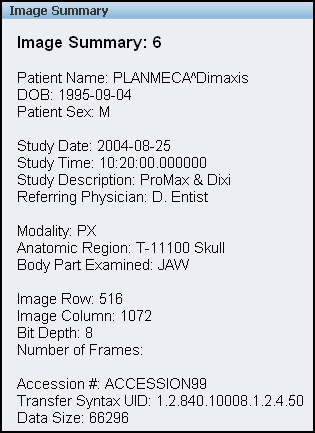 Image Summary
Image Summary: 6
Patient Name: PLANMECA^Dimaxis
DOB: 1995-09-04
Patient Sex: M
Study Date: 2004-08-25
Study Time: 10:20:00.000000
Study Description: ProMax & Dixi
Referring Physician: D. Entist
Modality: PX
Anatomic Region: T-11100 Skull
Body Part Examined: JAW
Image Row: 516
Image Column: 1072
Bit Depth: 8
Number of Frames:
Accession #: ACCESSION99
Transfer Syntax UID: 1.2.840.10008.1.2.4.50
Data Size: 66296